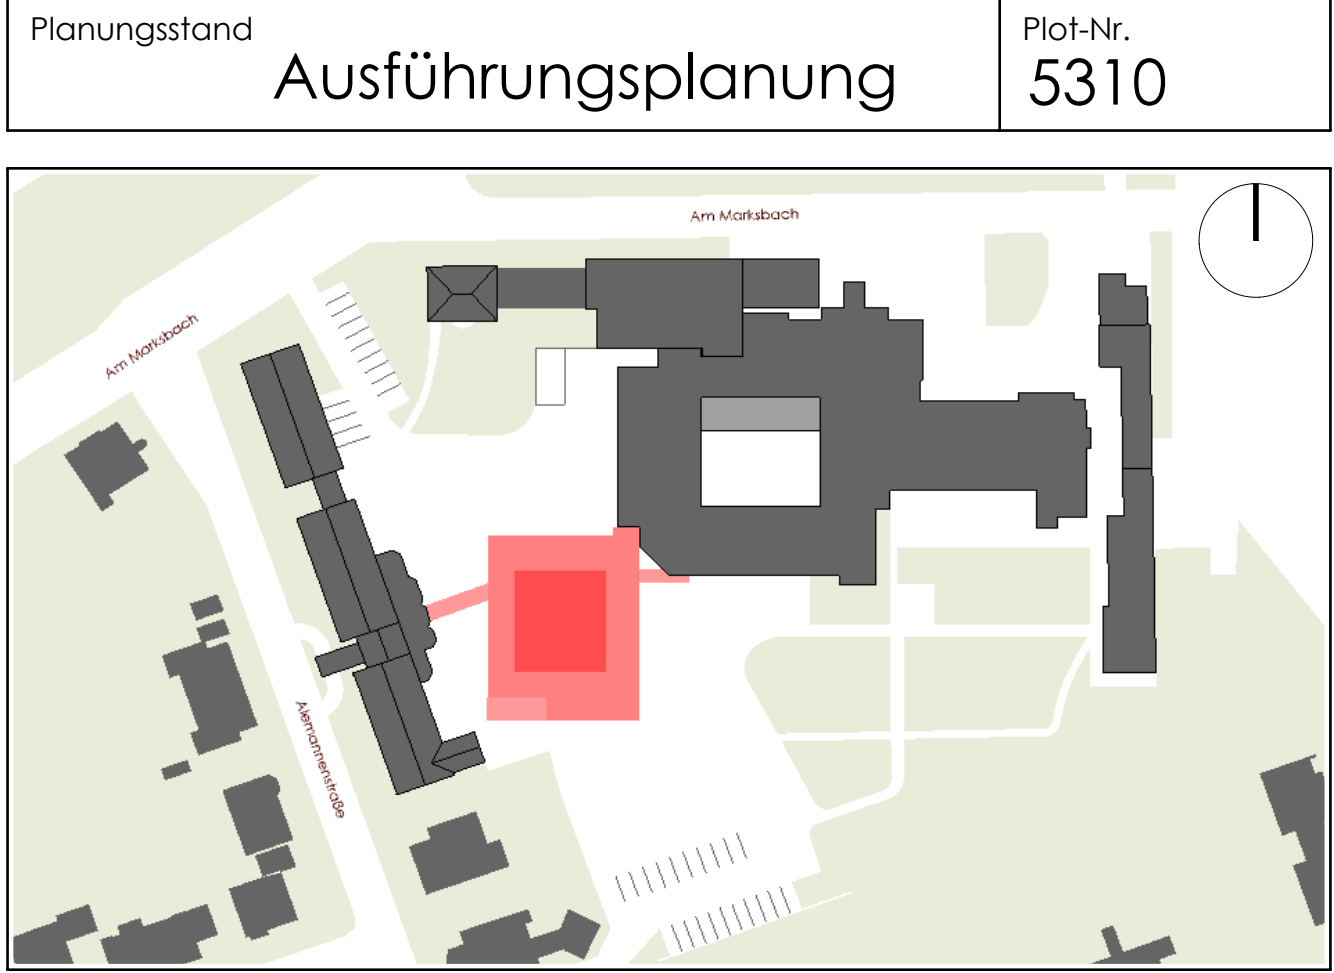 Planungsstand
Ausführungsplanung
Plot-Nr.
5310
Am Marksbach
Am Marksbach
Alemannenstraße